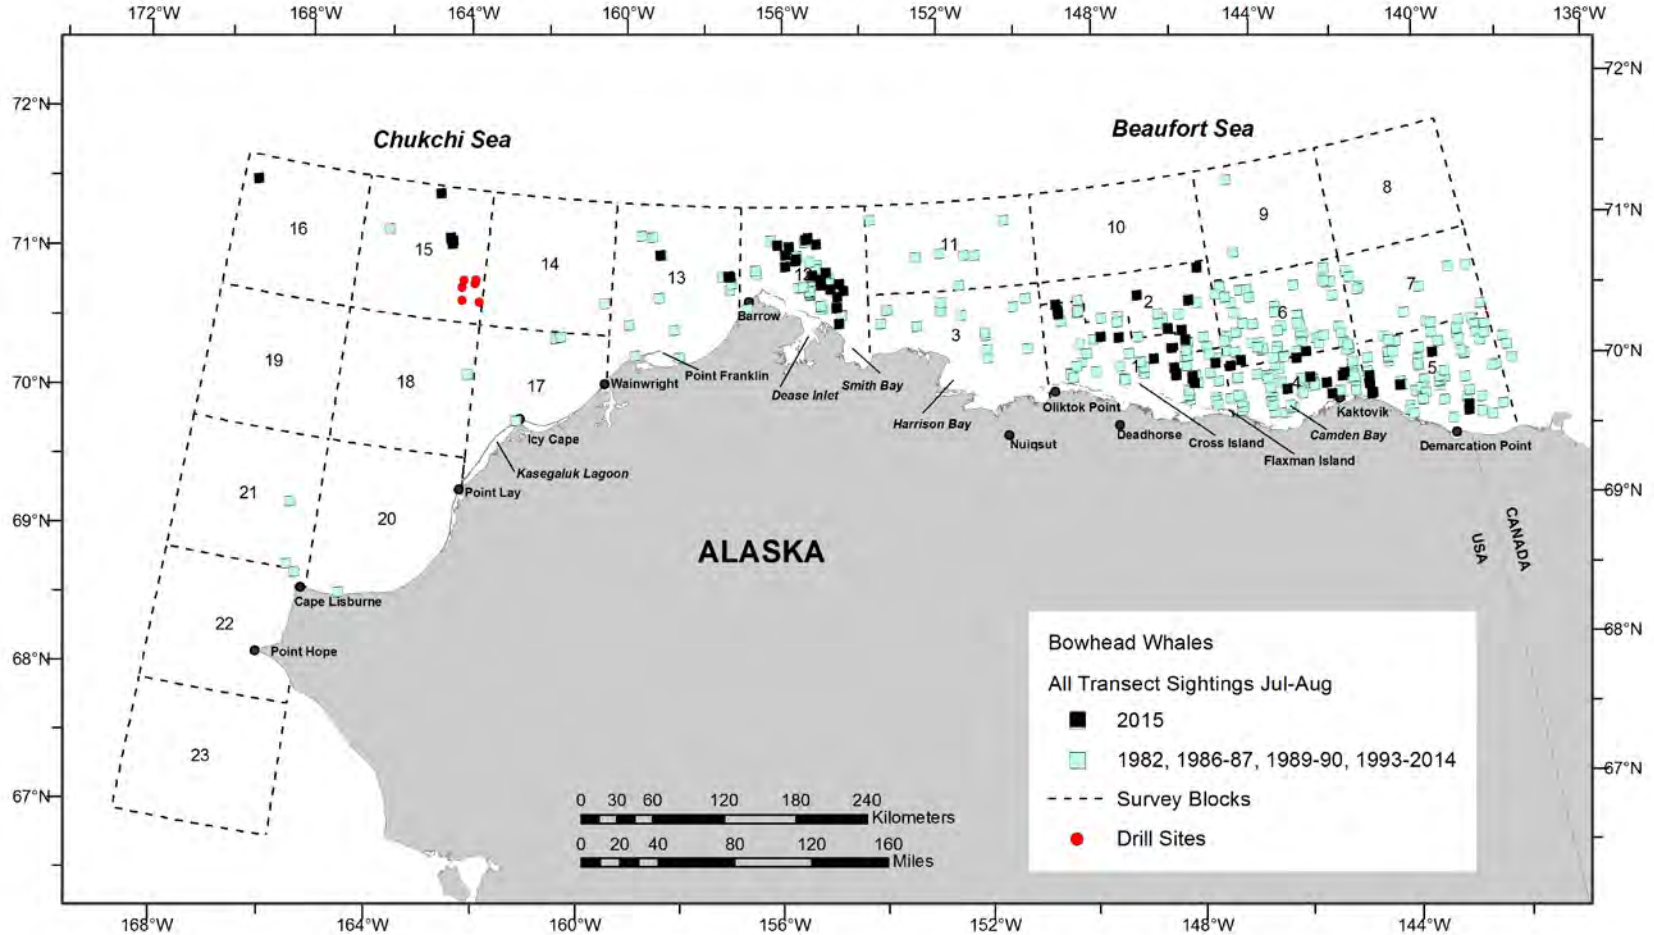 172°W 168°W 164°W 160°W 156°W 152°W 148°W 144°W 140°W 136°W
72°N 72°N
Chukchi Sea Beaufort Sea
8
16 15 14 13 12 11 10 9
71°N 71°N
7
2 6
3
19 18 17 1 4 5
70°N 70°N
Barrow
Wainwright Point Franklin
Dease Inlet Smith Bay
Harrison Bay
Oliktok Point Kaktovik
Icy Cape Nuiqsut Deadhorse Cross Island Camden Bay Demarcation Point
Flaxman Island
Kasegaluk Lagoon
21 Point Lay
20
69°N 69°N
ALASKA
USA CANADA
Cape Lisburne
22
Point Hope
68°N 68°N
23
67°N 67°N
Bowhead Whales
All Transect Sightings Jul-Aug
2015
1982, 1986-87, 1989-90, 1993-2014
Survey Blocks
Drill Sites
0 30 60 120 180 240
Kilometers
0 20 40 80 120 160
Miles
168°W 164°W 160°W 156°W 152°W 148°W 144°W